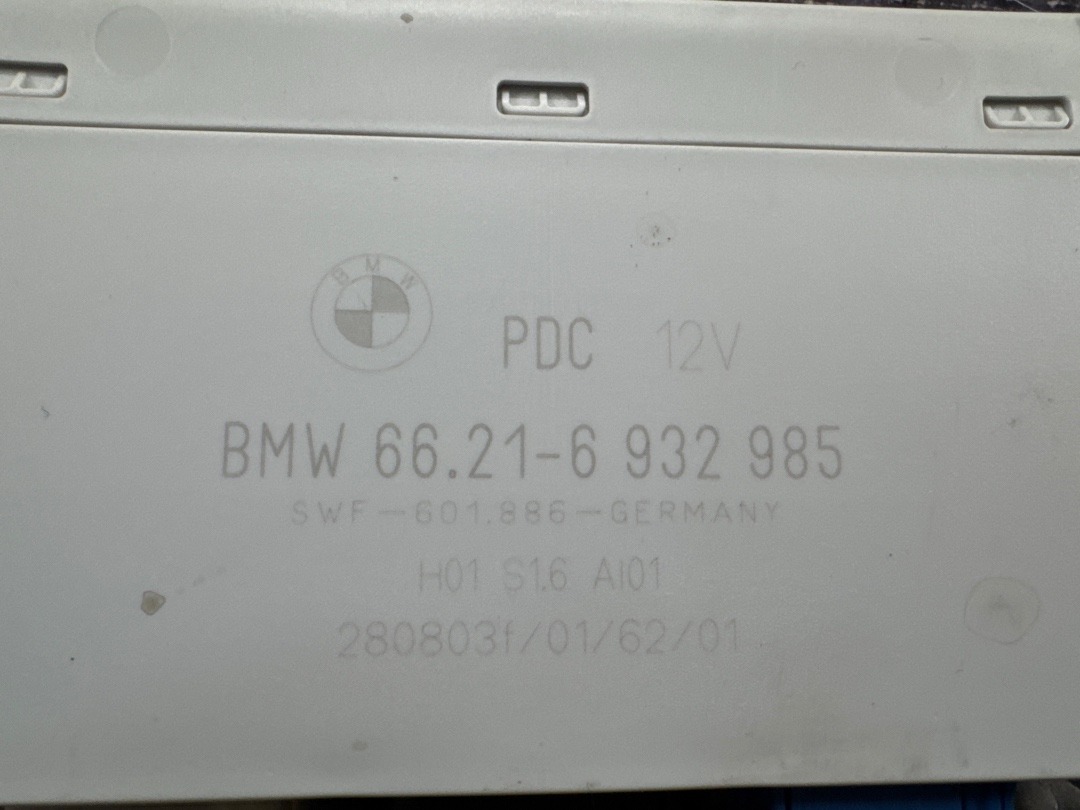 BMW
PDC 12V
BMW 66.21-6 932 985
SWF-601.886-GERMANY
H01 S1.6 AI01
280803f/01/62/01